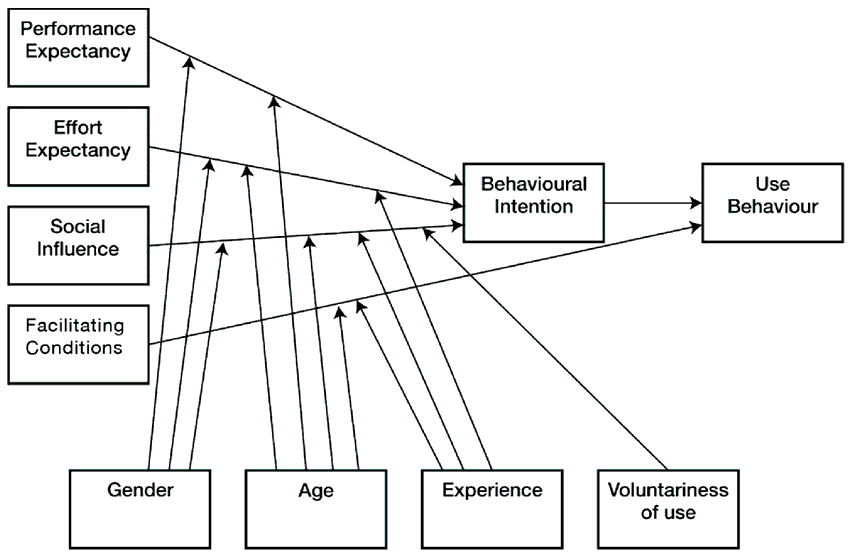 Performance
Expectancy
Effort
Expectancy
Social
Influence
Facilitating
Conditions
Behavioural
Intention
Use
Behaviour
Gender
Age
Experience
Voluntariness
of use